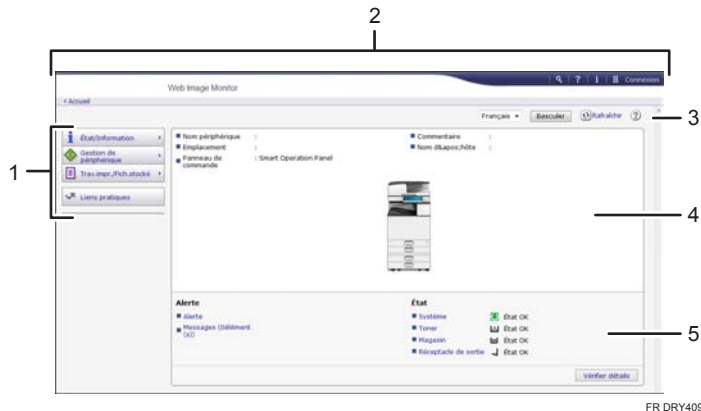 2
Connexion
Web Image Monitor
Accueil
Français
Basculer
Rafraîchir
3
1
État/Information
Gestion de périphérique
Trav.impr./Fich.stocké
Liens pratiques
Nom périphérique :
Emplacement :
Panneau de commande : Smart Operation Panel
Commentaire :
Nom d&apos;hôte :
4
Alerte
Alerte
Messages (0élément(s))
État
Système État OK
Toner État OK
Magasin État OK
Réceptacle de sortie État OK
5
Vérifier détails
FR DRY409